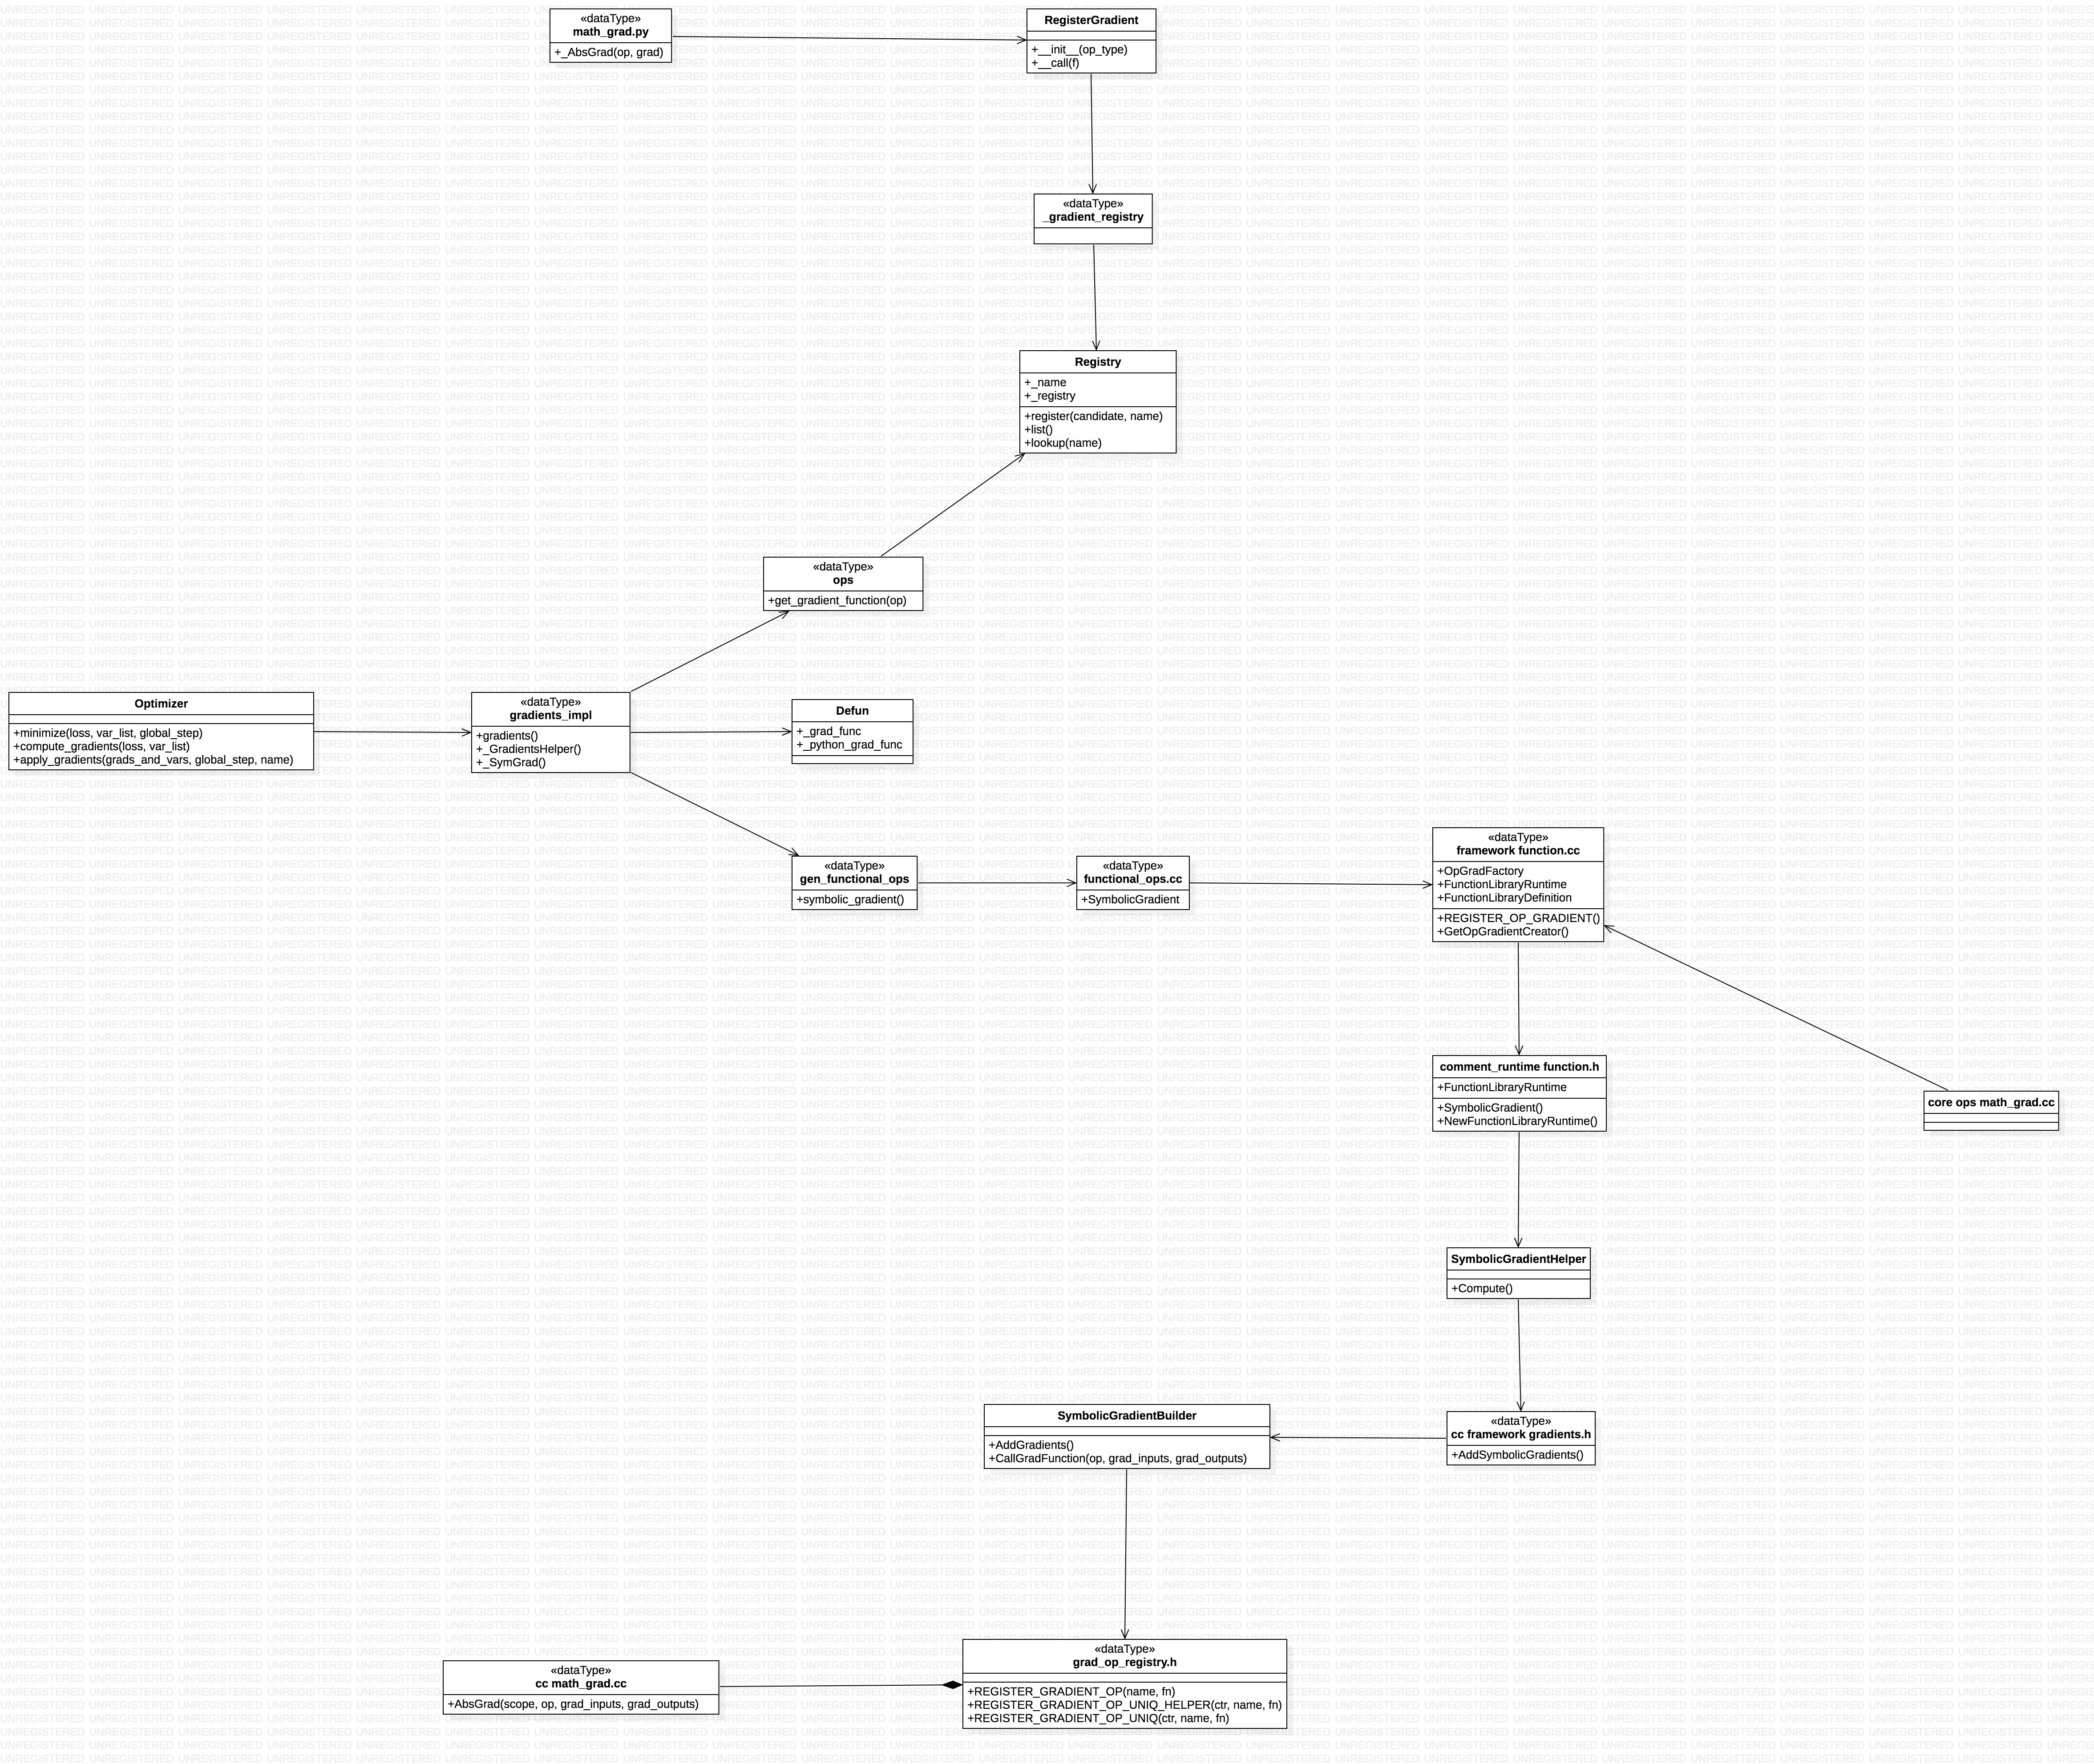 «dataType»
math_grad.py
+_AbsGrad(op, grad)
RegisterGradient
+__init__(op_type)
+__call(f)
«dataType»
_gradient_registry
Registry
+_name
+_registry
+register(candidate, name)
+list()
+lookup(name)
«dataType»
ops
+get_gradient_function(op)
Optimizer
+minimize(loss, var_list, global_step)
+compute_gradients(loss, var_list)
+apply_gradients(grads_and_vars, global_step, name)
«dataType»
gradients_impl
+gradients()
+_GradientsHelper()
+_SymGrad()
Defun
+_grad_func
+_python_grad_func
«dataType»
gen_functional_ops
+symbolic_gradient()
«dataType»
functional_ops.cc
+SymbolicGradient
«dataType»
framework function.cc
+OpGradFactory
+FunctionLibraryRuntime
+FunctionLibraryDefinition
+REGISTER_OP_GRADIENT()
+GetOpGradientCreator()
comment_runtime function.h
+FunctionLibraryRuntime
+SymbolicGradient()
+NewFunctionLibraryRuntime()
core ops math_grad.cc
SymbolicGradientHelper
+Compute()
SymbolicGradientBuilder
+AddGradients()
+CallGradFunction(op, grad_inputs, grad_outputs)
«dataType»
cc framework gradients.h
+AddSymbolicGradients()
«dataType»
cc math_grad.cc
+AbsGrad(scope, op, grad_inputs, grad_outputs)
«dataType»
grad_op_registry.h
+REGISTER_GRADIENT_OP(name, fn)
+REGISTER_GRADIENT_OP_UNIQ_HELPER(ctr, name, fn)
+REGISTER_GRADIENT_OP_UNIQ(ctr, name, fn)
UNREGISTERED